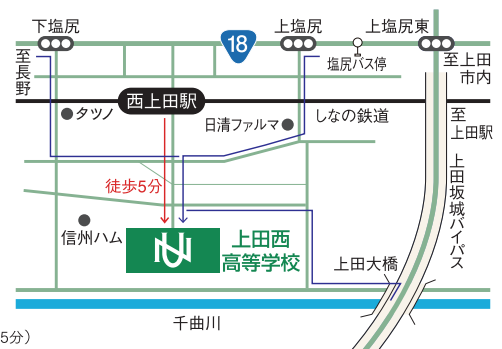 下塩尻
18
上塩尻
上塩尻東
至長野
塩尻バス停
至上田
市内
西上田駅
タツノ
日清ファルマ
しなの鉄道
至
上田駅
徒歩5分
上田坂城バイパス
信州ハム
上田西
高等学校
上田大橋
千曲川
5分）